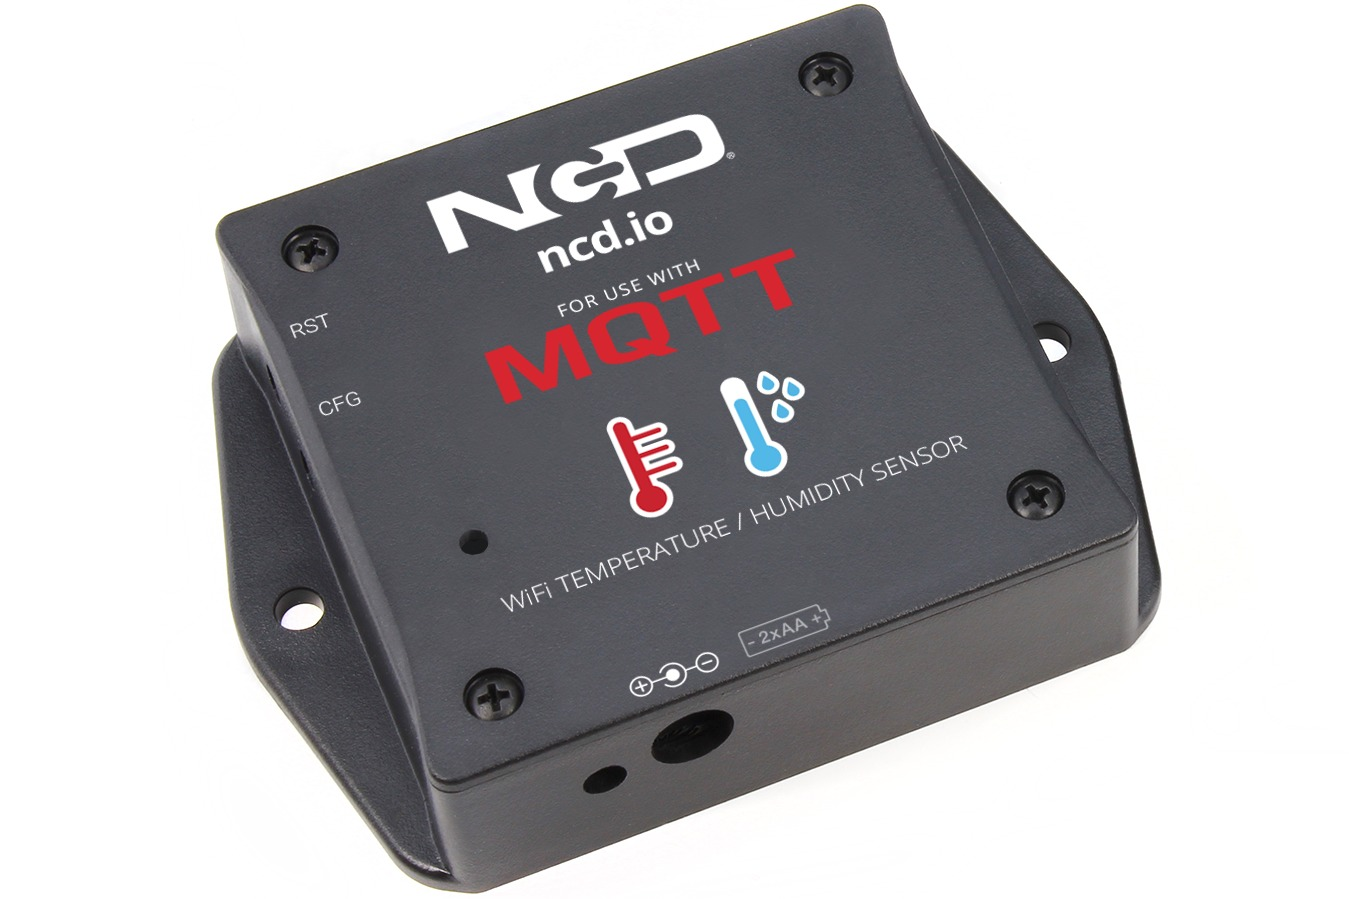 NCD®
ncd.io
FOR USE WITH
MQTT
RST
CFG
WiFi TEMPERATURE / HUMIDITY SENSOR
- 2xAA +
+ -